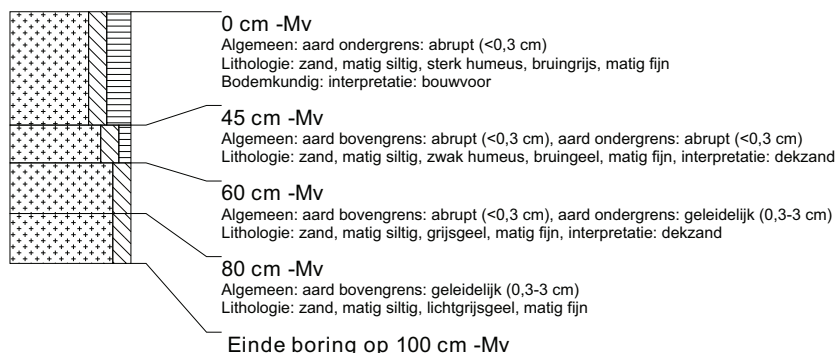 0 cm -Mv
Algemeen: aard ondergrens: abrupt (<0,3 cm)
Lithologie: zand, matig siltig, sterk humeus, bruingrijs, matig fijn
Bodemkundig: interpretatie: bouwvoor
45 cm -Mv
Algemeen: aard bovengrens: abrupt (<0,3 cm), aard ondergrens: abrupt (<0,3 cm)
Lithologie: zand, matig siltig, zwak humeus, bruingeel, matig fijn, interpretatie: dekzand
60 cm -Mv
Algemeen: aard bovengrens: abrupt (<0,3 cm), aard ondergrens: geleidelijk (0,3-3 cm)
Lithologie: zand, matig siltig, grijsgeel, matig fijn, interpretatie: dekzand
80 cm -Mv
Algemeen: aard bovengrens: geleidelijk (0,3-3 cm)
Lithologie: zand, matig siltig, lichtgrijsgeel, matig fijn
Einde boring op 100 cm -Mv